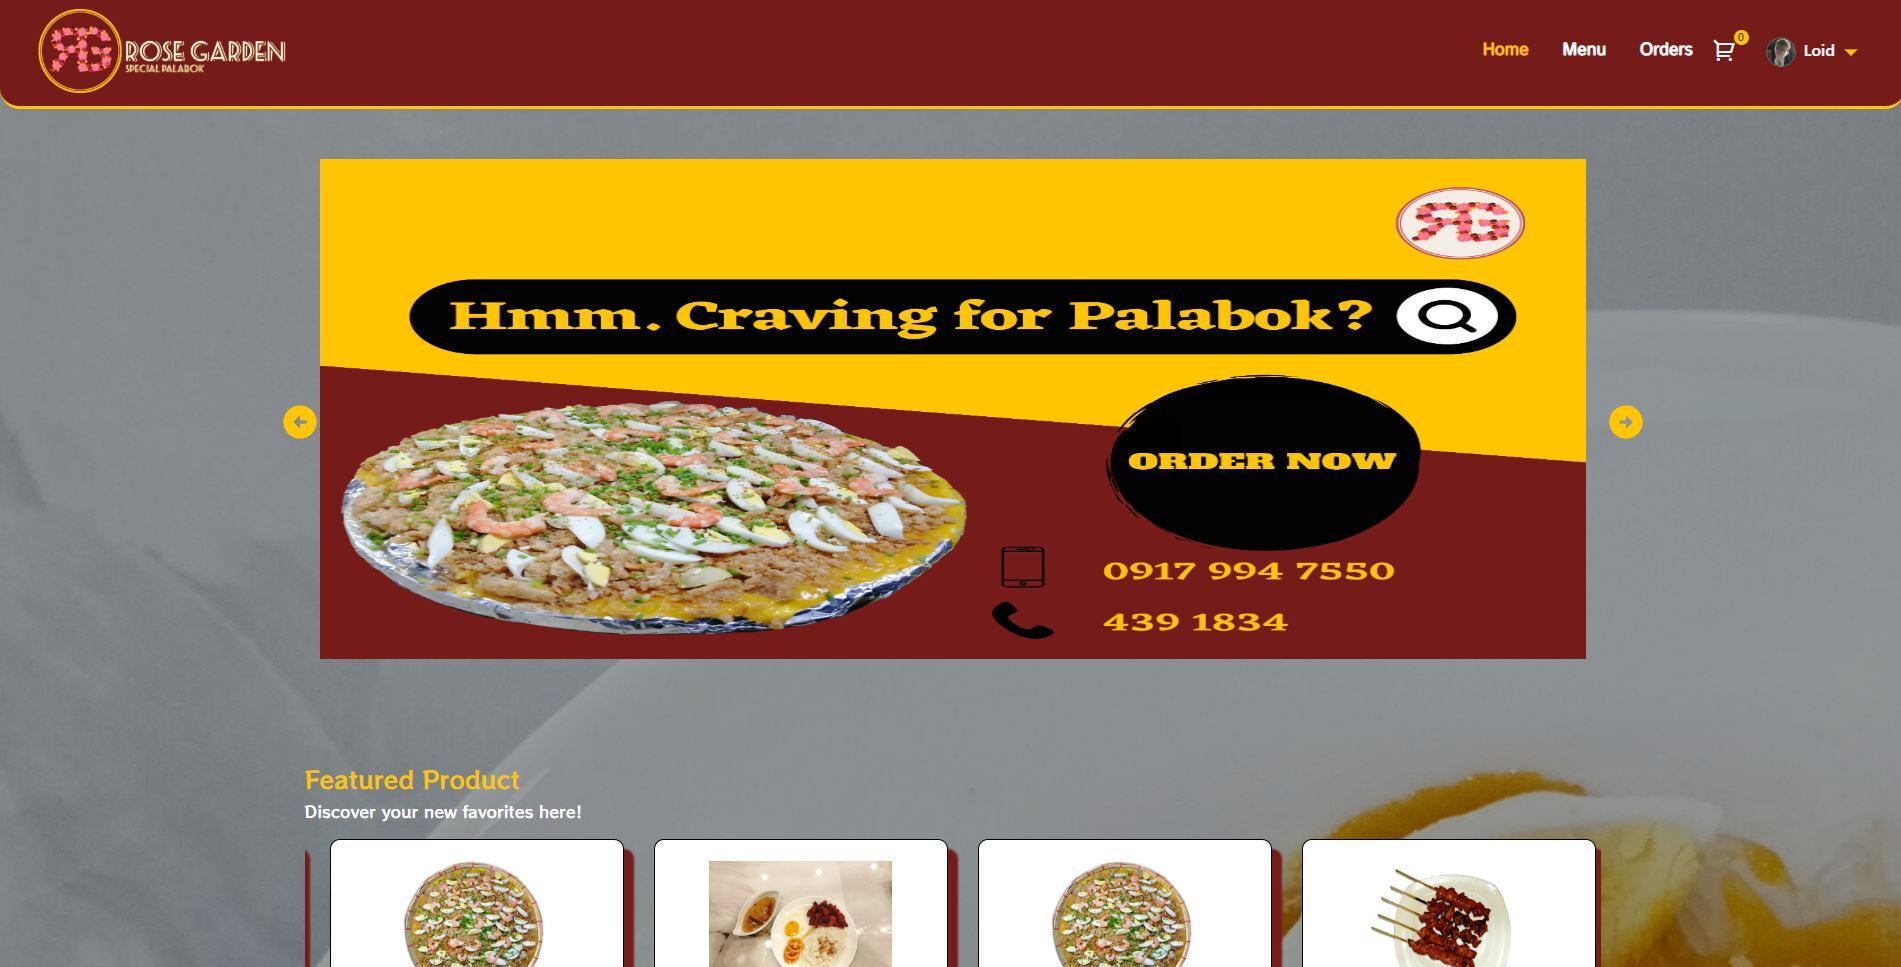 RG ROSE GARDEN
SPECIAL PALABOK
Home Menu Orders 0 Loid
RG
Hmm. Craving for Palabok?
ORDER NOW
0917 994 7550
439 1834
Featured Product
Discover your new favorites here!